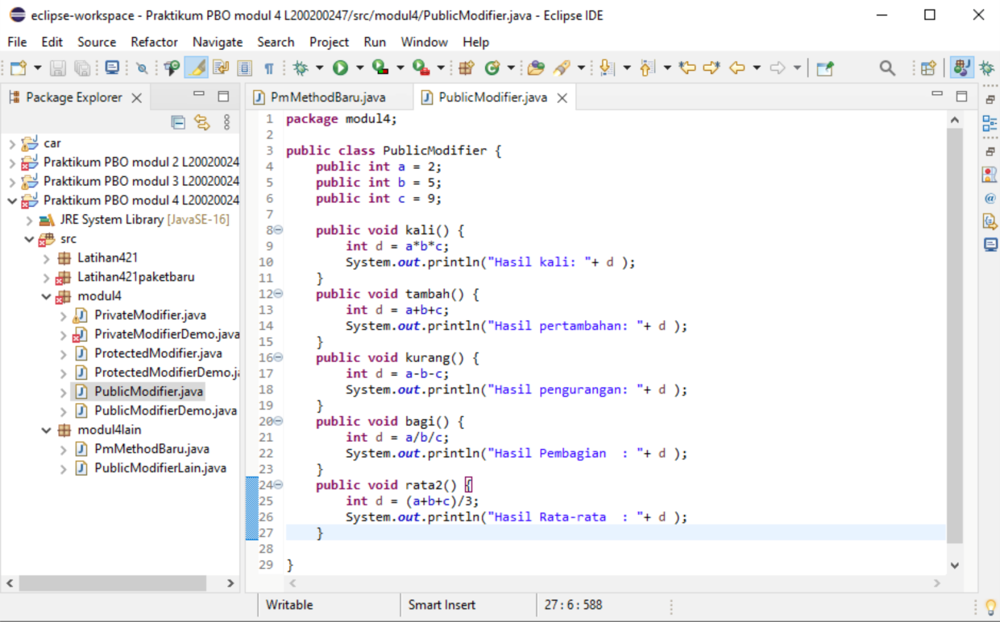 eclipse-workspace - Praktikum PBO modul 4 L200200247/src/modul4/PublicModifier.java - Eclipse IDE
File Edit Source Refactor Navigate Search Project Run Window Help
Package Explorer
car
Praktikum PBO modul 2 L20020024
Praktikum PBO modul 3 L20020024
Praktikum PBO modul 4 L20020024
JRE System Library [JavaSE-16]
src
Latihan421
Latihan421paketbaru
modul4
PrivateModifier.java
PrivateModifierDemo.java
ProtectedModifier.java
ProtectedModifierDemo.ja
PublicModifier.java
PublicModifierDemo.java
modul4lain
PmMethodBaru.java
PublicModifierLain.java
PmMethodBaru.java PublicModifier.java
1 package modul4;
2
3 public class PublicModifier {
4 public int a = 2;
5 public int b = 5;
6 public int c = 9;
7
8 public void kali() {
9 int d = a*b*c;
10 System.out.println("Hasil kali: "+ d );
11 }
12 public void tambah() {
13 int d = a+b+c;
14 System.out.println("Hasil pertambahan: "+ d );
15 }
16 public void kurang() {
17 int d = a-b-c;
18 System.out.println("Hasil pengurangan: "+ d );
19 }
20 public void bagi() {
21 int d = a/b/c;
22 System.out.println("Hasil Pembagian  : "+ d );
23 }
24 public void rata2() {
25 int d = (a+b+c)/3;
26 System.out.println("Hasil Rata-rata  : "+ d );
27 }
28
29 }
Writable Smart Insert 27 : 6 : 588